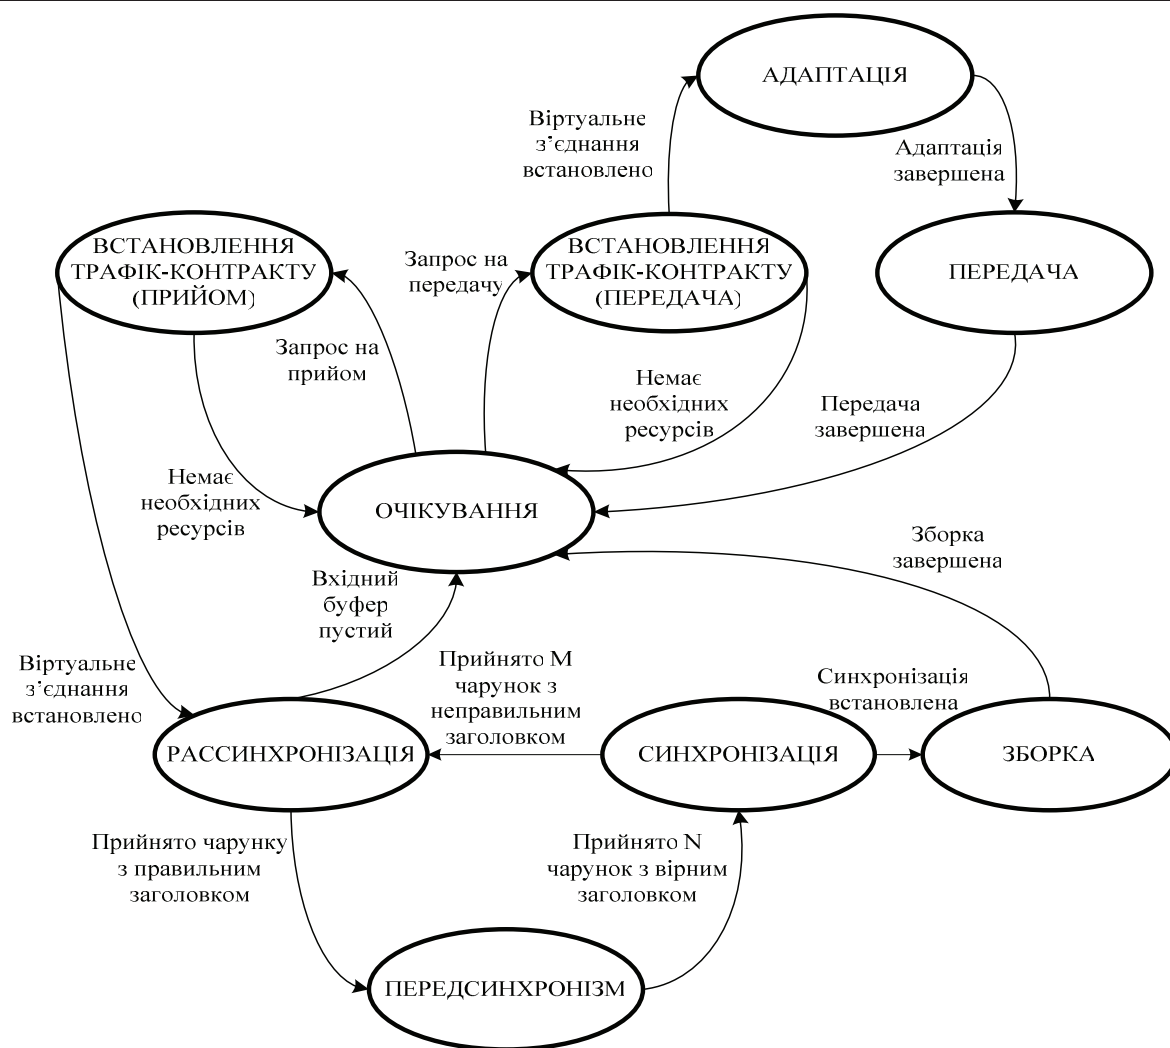 АДАПТАЦІЯ
Віртуальне
з’єднання
встановлено
Адаптація
завершена
ВСТАНОВЛЕННЯ
ТРАФІК-КОНТРАКТУ
(ПРИЙОМ)
Запрос на
передачу
ВСТАНОВЛЕННЯ
ТРАФІК-КОНТРАКТУ
(ПЕРЕДАЧА)
ПЕРЕДАЧА
Запрос на
прийом
Немає
необхідних
ресурсів
Передача
завершена
Немає
необхідних
ресурсів
ОЧІКУВАННЯ
Зборка
завершена
Вхідний
буфер
пустий
Віртуальне
з’єднання
встановлено
Прийнято М
чарунок з
неправильним
заголовком
Синхронізація
встановлена
РАССИНХРОНІЗАЦІЯ
СИНХРОНІЗАЦІЯ
ЗБОРКА
Прийнято чарунку
з правильним
заголовком
Прийнято N
чарунок з вірним
заголовком
ПЕРЕДСИНХРОНІЗМ